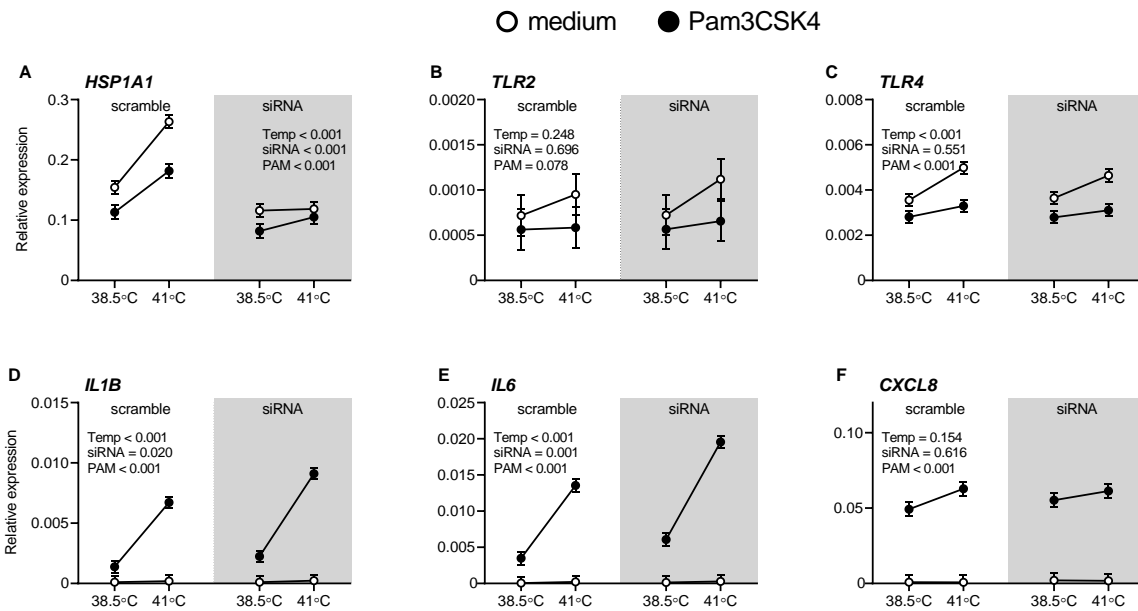 medium Pam3CSK4
A HSP1A1
scramble siRNA
0.3
0.2
0.1
0
Relative expression
Temp < 0.001
siRNA < 0.001
PAM < 0.001
38.5°C 41°C 38.5°C 41°C
B TLR2
scramble siRNA
0.0020
0.0015
0.0010
0.0005
0
Temp = 0.248
siRNA = 0.696
PAM = 0.078
38.5°C 41°C 38.5°C 41°C
C TLR4
scramble siRNA
0.008
0.006
0.004
0.002
0
Temp < 0.001
siRNA = 0.551
PAM < 0.001
38.5°C 41°C 38.5°C 41°C
D IL1B
scramble siRNA
0.015
0.010
0.005
0
Relative expression
Temp < 0.001
siRNA = 0.020
PAM < 0.001
38.5°C 41°C 38.5°C 41°C
E IL6
scramble siRNA
0.025
0.020
0.015
0.010
0.005
0
Temp < 0.001
siRNA = 0.001
PAM < 0.001
38.5°C 41°C 38.5°C 41°C
F CXCL8
scramble siRNA
0.10
0.05
0
Temp = 0.154
siRNA = 0.616
PAM < 0.001
38.5°C 41°C 38.5°C 41°C